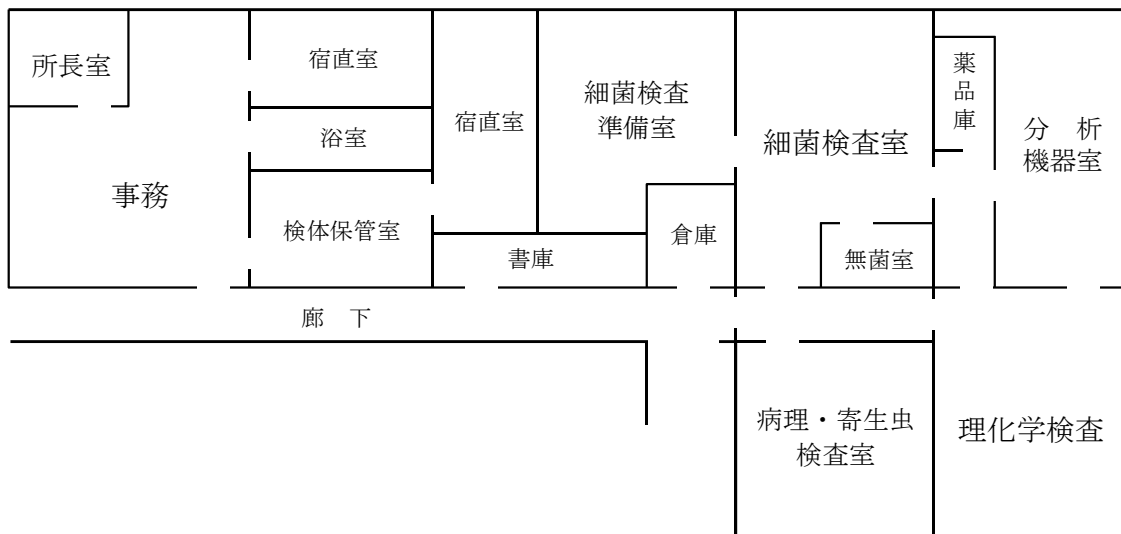 所長室
事務
宿直室
浴室
検体保管室
宿直室
書庫
細菌検査
準備室
倉庫
細菌検査室
無菌室
薬品庫
分析
機器室
廊下
病理・寄生虫
検査室
理化学検査